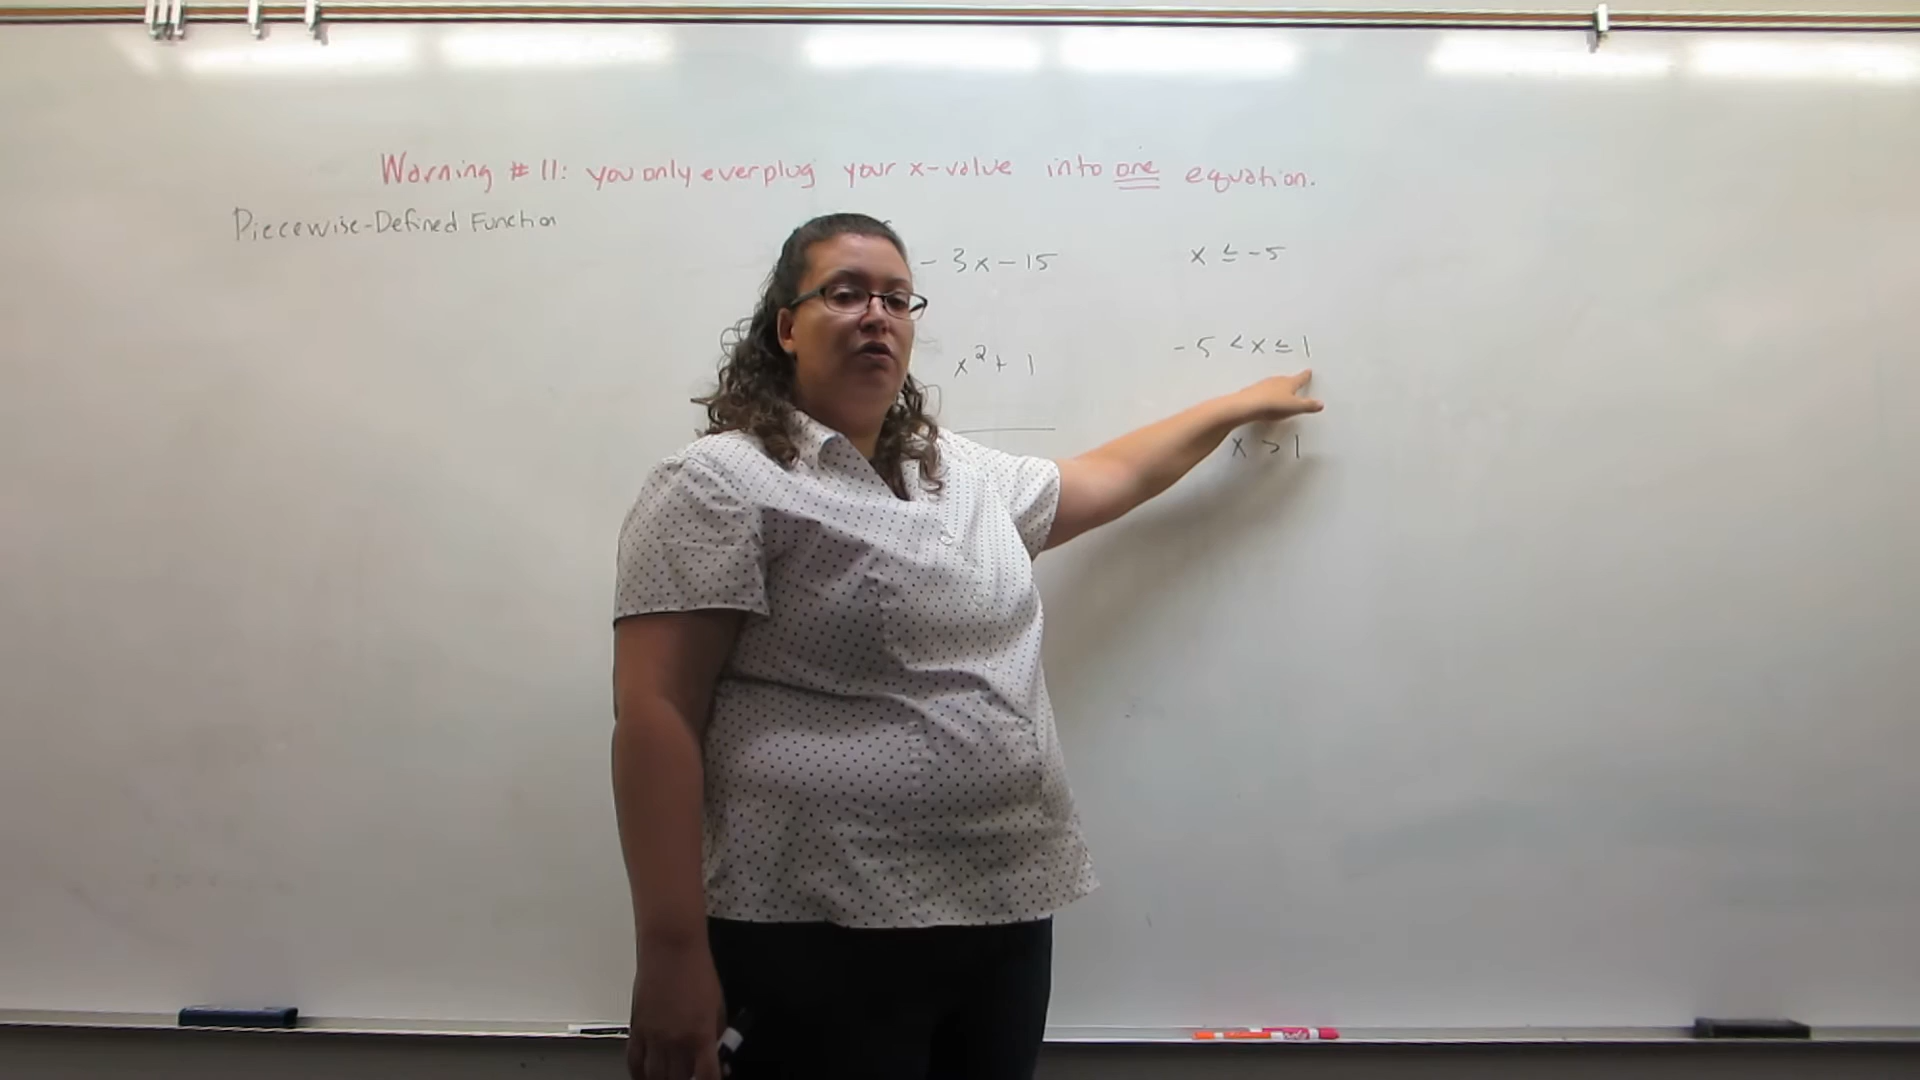 Warning # 11: you only ever plug your x-value into one equation.
Piecewise-Defined Function
- 3x - 15 x ≤ -5
x² + 1 -5 < x ≤ 1
x > 1